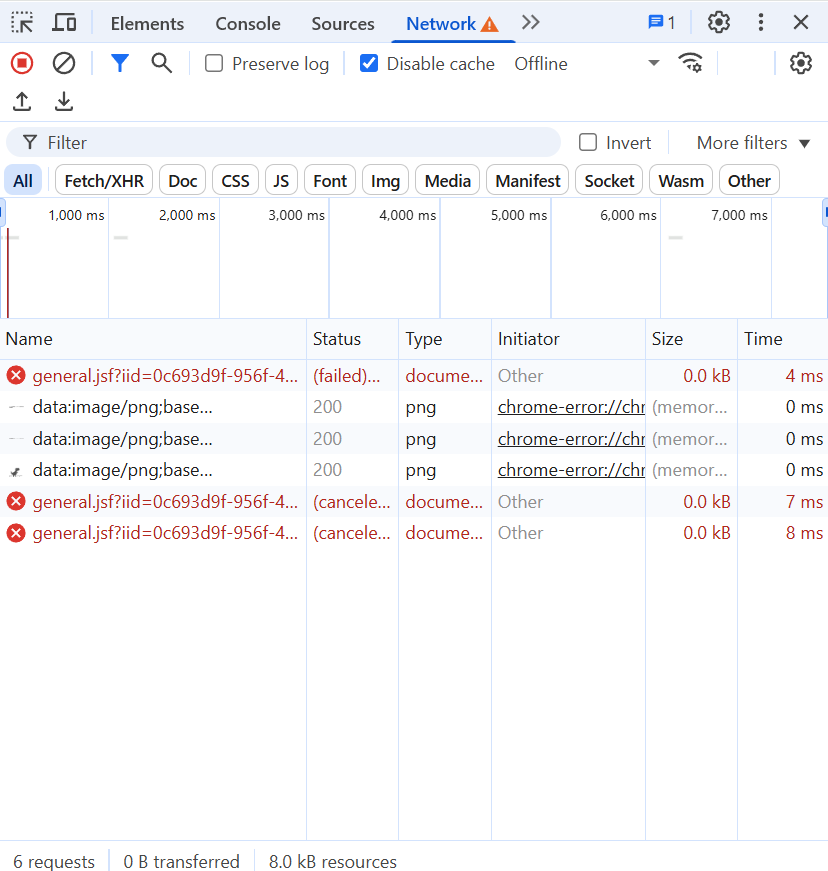 Elements Console Sources Network 1
Preserve log Disable cache Offline
Filter Invert More filters
All Fetch/XHR Doc CSS JS Font Img Media Manifest Socket Wasm Other
1,000 ms 2,000 ms 3,000 ms 4,000 ms 5,000 ms 6,000 ms 7,000 ms
Name Status Type Initiator Size Time
general.jsf?iid=0c693d9f-956f-4... (failed)... docume... Other 0.0 kB 4 ms
data:image/png;base... 200 png chrome-error://chr (memor... 0 ms
data:image/png;base... 200 png chrome-error://chr (memor... 0 ms
data:image/png;base... 200 png chrome-error://chr (memor... 0 ms
general.jsf?iid=0c693d9f-956f-4... (cancele... docume... Other 0.0 kB 7 ms
general.jsf?iid=0c693d9f-956f-4... (cancele... docume... Other 0.0 kB 8 ms
6 requests 0 B transferred 8.0 kB resources